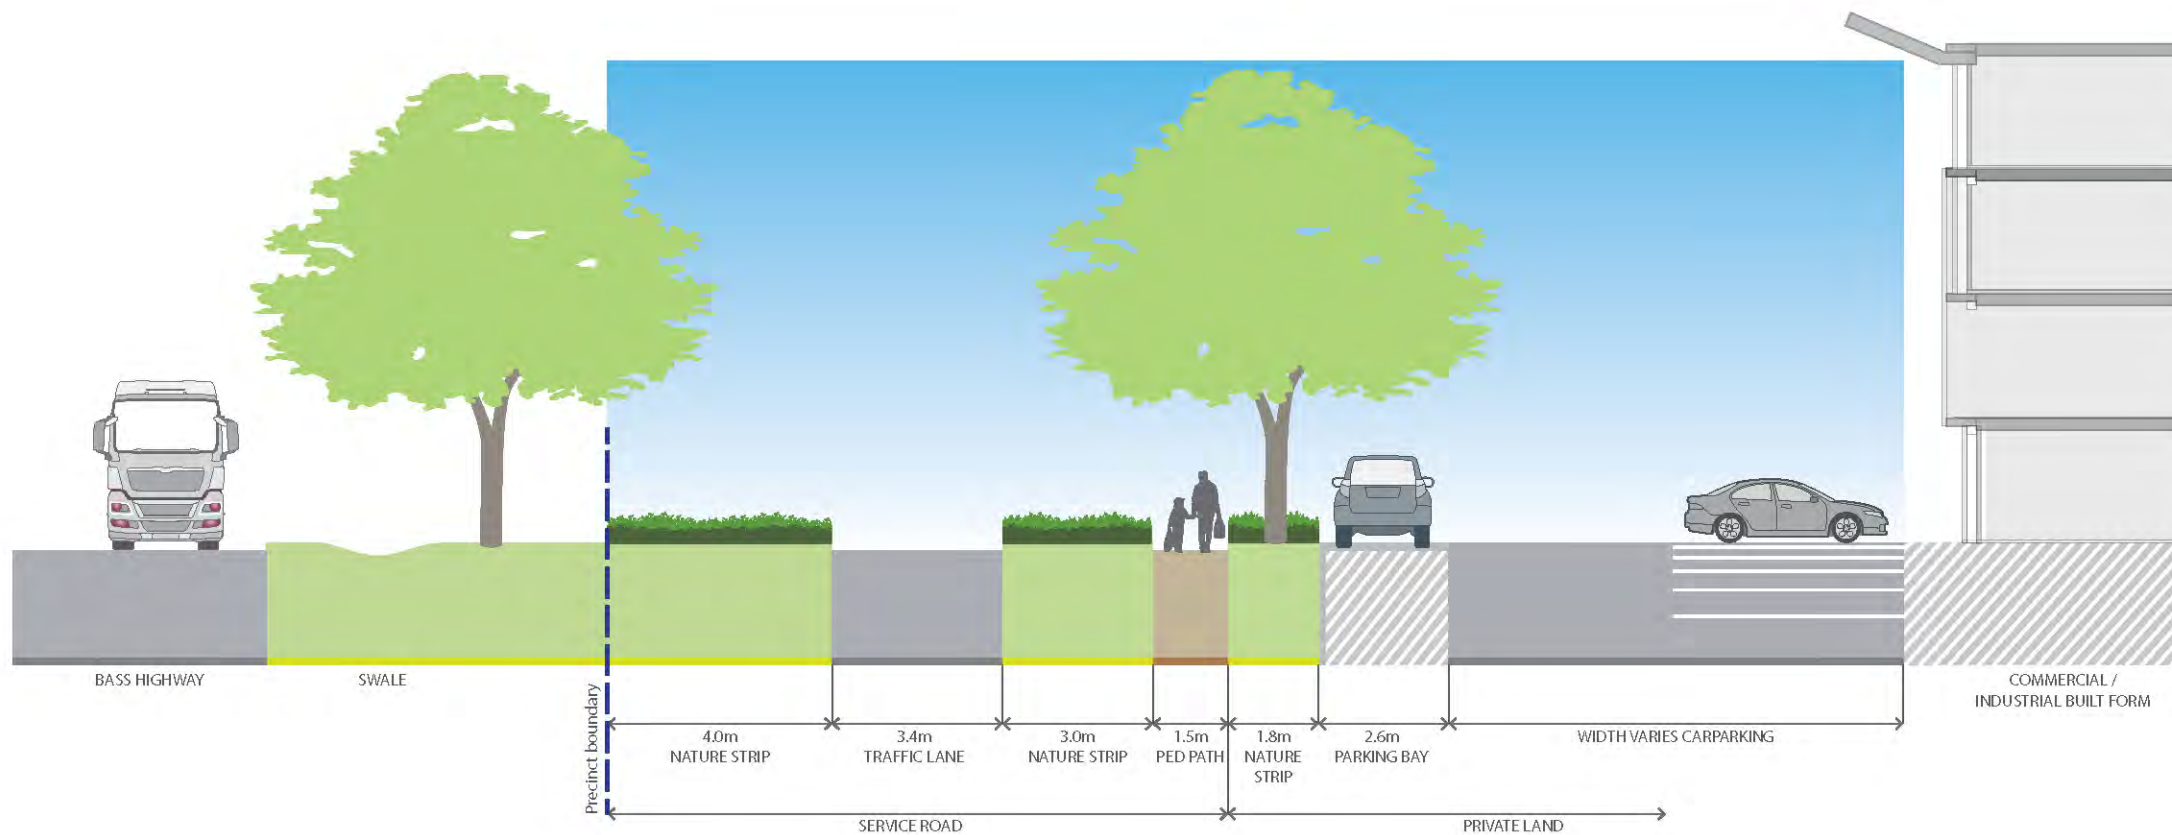 BASS HIGHWAY
SWALE
COMMERCIAL /
INDUSTRIAL BUILT FORM
Precinct boundary
4.0m
NATURE STRIP
3.4m
TRAFFIC LANE
3.0m
NATURE STRIP
1.5m
PED PATH
1.8m
NATURE
STRIP
2.6m
PARKING BAY
WIDTH VARIES CARPARKING
SERVICE ROAD
PRIVATE LAND